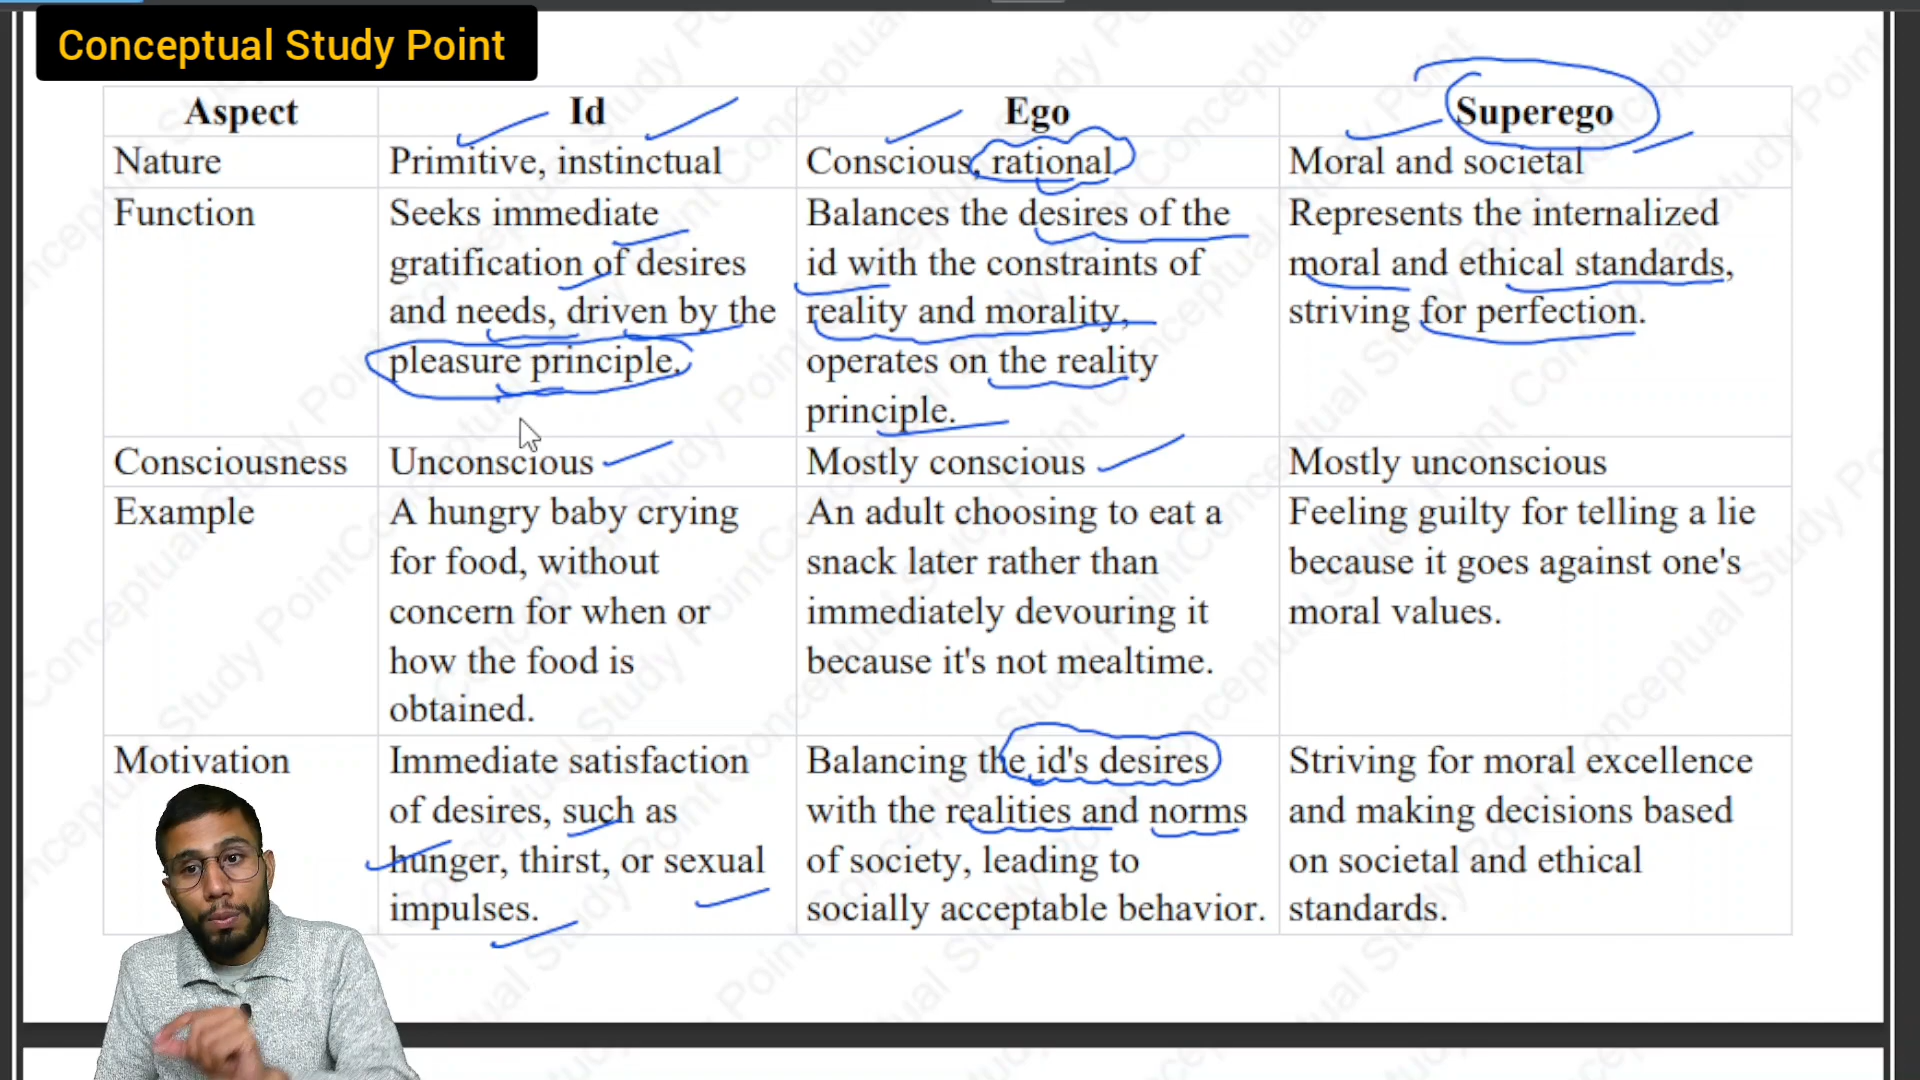 Conceptual Study Point
Aspect Id Ego Superego
Nature Primitive, instinctual Conscious, rational Moral and societal
Function Seeks immediate Balances the desires of the Represents the internalized
gratification of desires id with the constraints of moral and ethical standards,
and needs, driven by the reality and morality, striving for perfection.
pleasure principle. operates on the reality
principle.
Consciousness Unconscious Mostly conscious Mostly unconscious
Example A hungry baby crying An adult choosing to eat a Feeling guilty for telling a lie
for food, without snack later rather than because it goes against one's
concern for when or immediately devouring it moral values.
how the food is because it's not mealtime.
obtained.
Motivation Immediate satisfaction Balancing the id's desires Striving for moral excellence
of desires, such as with the realities and norms and making decisions based
hunger, thirst, or sexual of society, leading to on societal and ethical
impulses. socially acceptable behavior. standards.